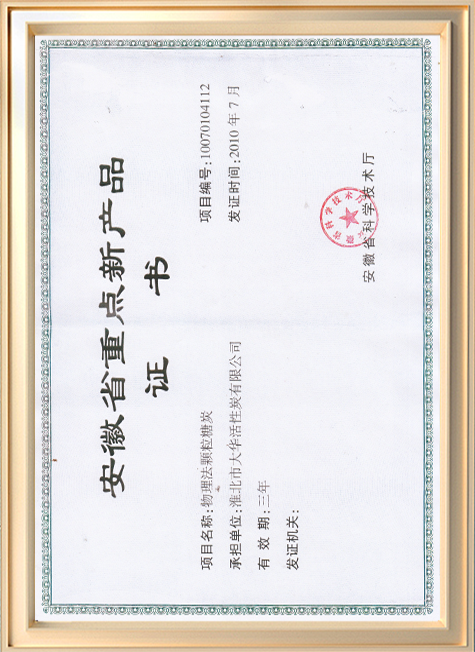 安徽省重点新产品
证 书
项目名称:物理法颗粒糖炭
项目编号:10070104112
承担单位:淮北市大华活性炭有限公司
发证时间:2010 年 7 月
有 效 期:三年
发证机关:
安徽省科学技术厅